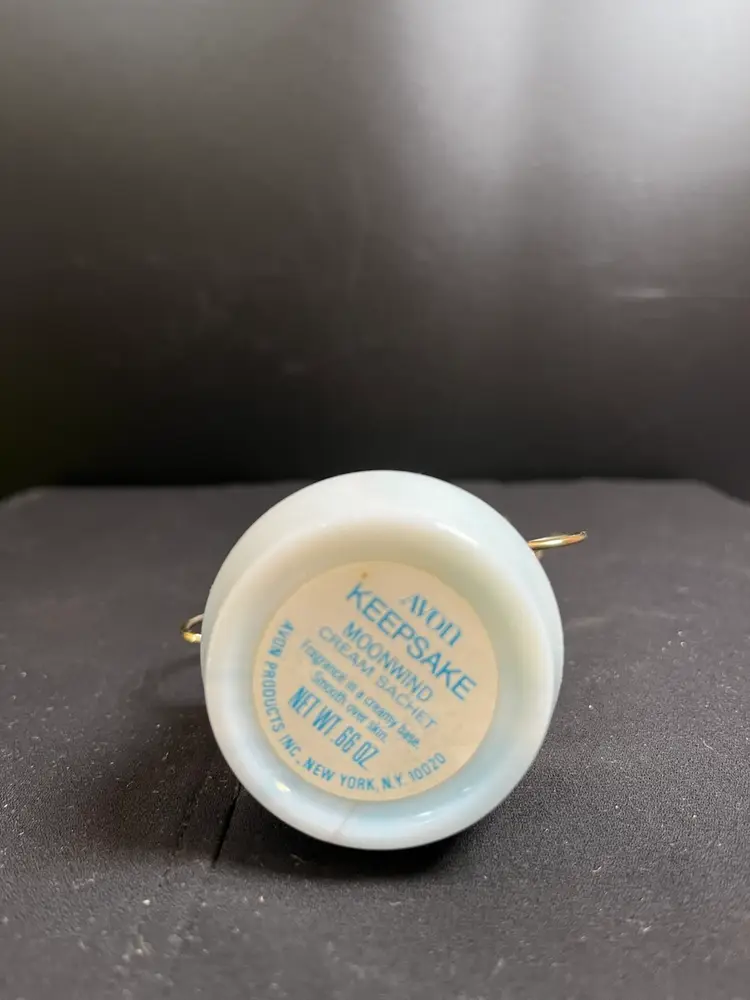 AVON
KEEPSAKE
MOONWIND
CREAM SACHET
Fragrance in a creamy base.
Smooth over skin.
NET WT. .66 OZ.
AVON PRODUCTS INC., NEW YORK, N.Y. 10020